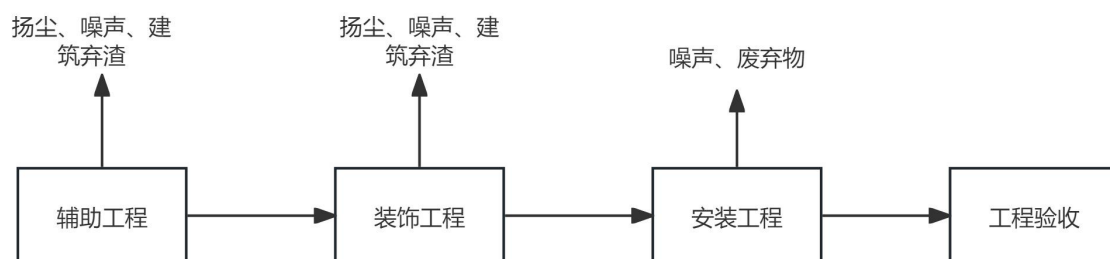 扬尘、噪声、建
筑弃渣
扬尘、噪声、建
筑弃渣
噪声、废弃物
辅助工程
装饰工程
安装工程
工程验收